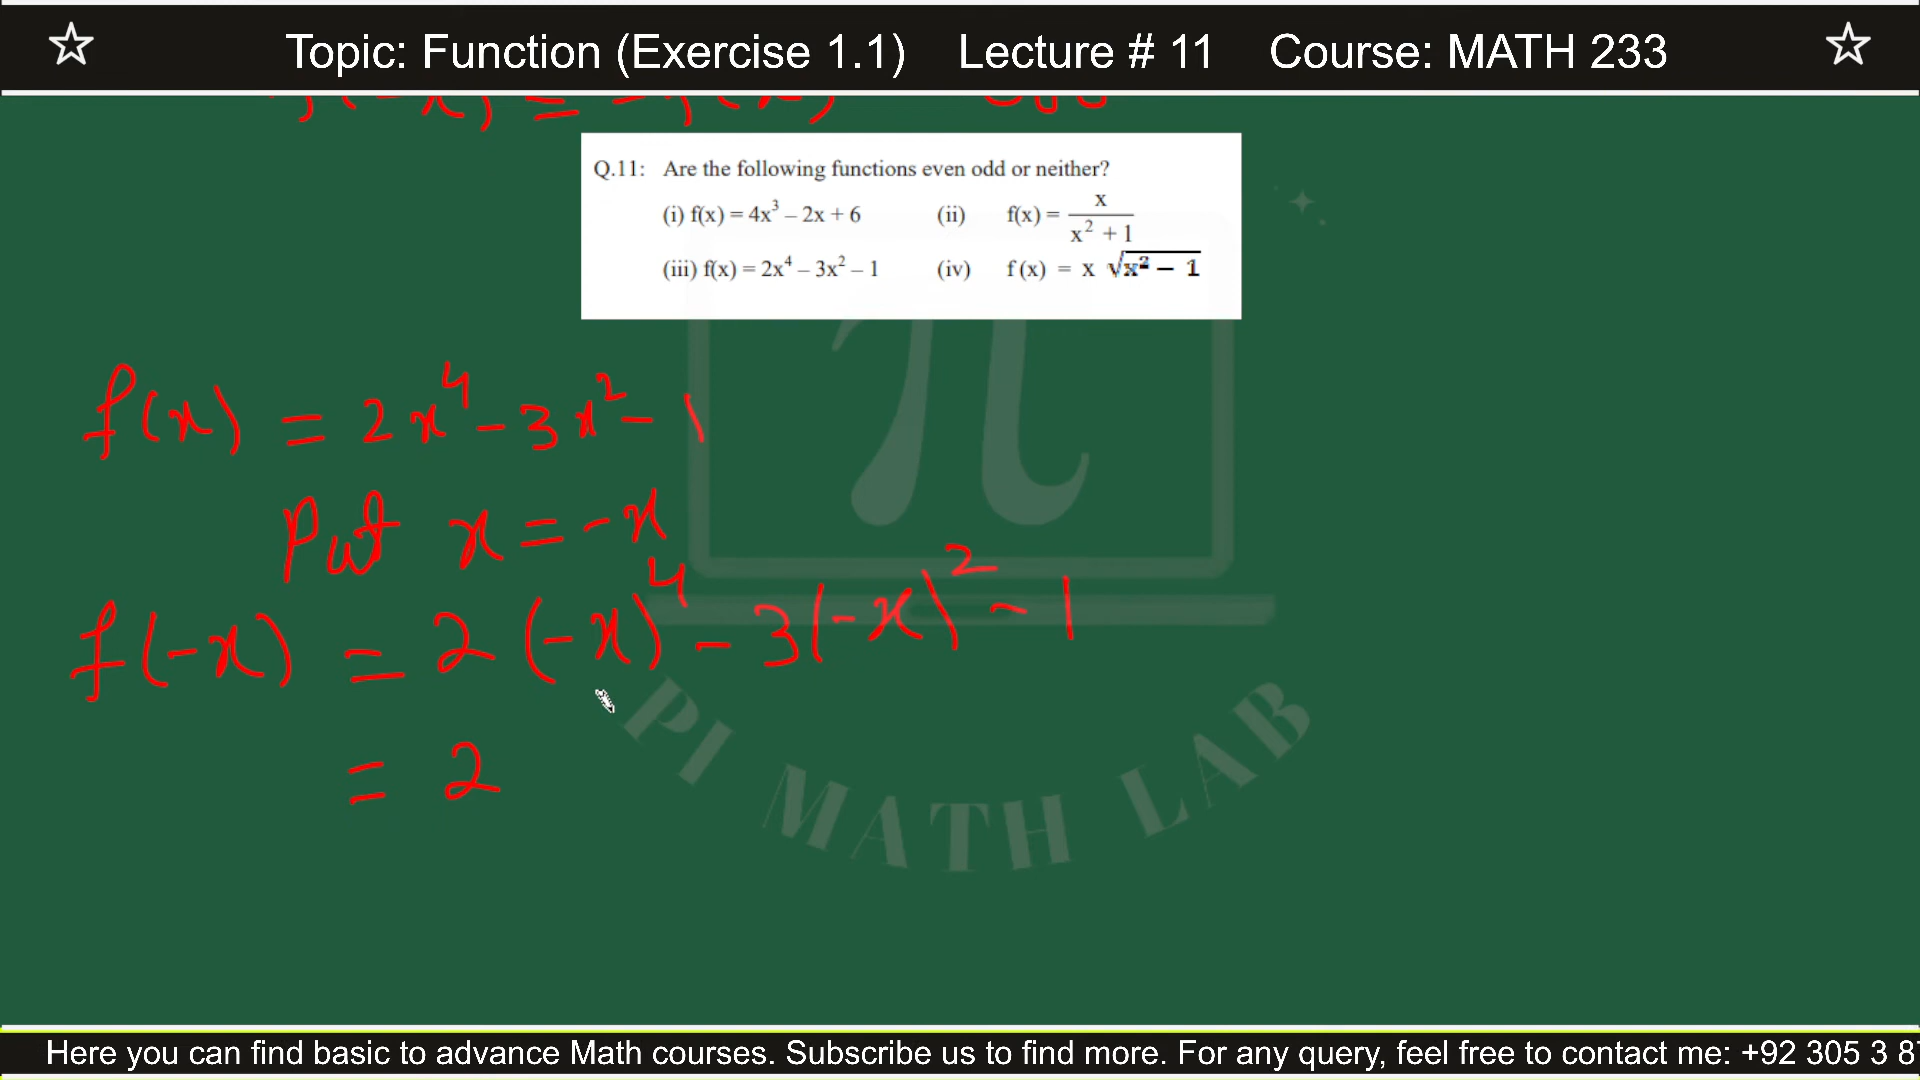 ☆ Topic: Function (Exercise 1.1) Lecture # 11 Course: MATH 233 ☆
f(-x) = -f(x)
Q.11: Are the following functions even odd or neither?
(i) f(x) = 4x³ – 2x + 6 (ii) f(x) = x / (x² + 1)
(iii) f(x) = 2x⁴ – 3x² – 1 (iv) f(x) = x √(x² – 1)
f(x) = 2x⁴ - 3x² - 1
Put x = -x
f(-x) = 2(-x)⁴ - 3(-x)² - 1
= 2
π
PI MATH LAB
Here you can find basic to advance Math courses. Subscribe us to find more. For any query, feel free to contact me: +92 305 3 8